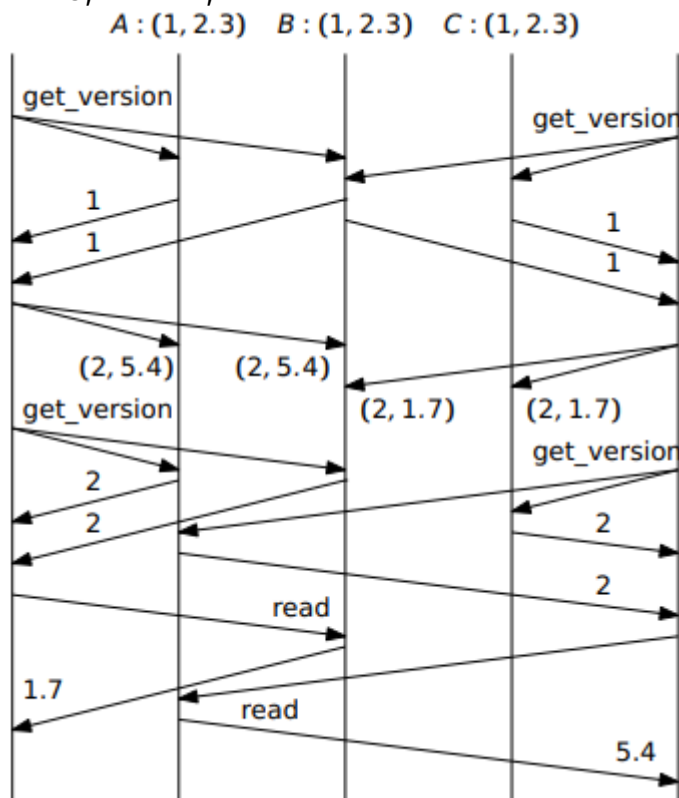 A : (1, 2.3) B : (1, 2.3) C : (1, 2.3)
get_version
get_version
1
1
1
1
(2, 5.4) (2, 5.4)
(2, 1.7) (2, 1.7)
get_version
get_version
2
2
2
2
read
1.7
read
5.4